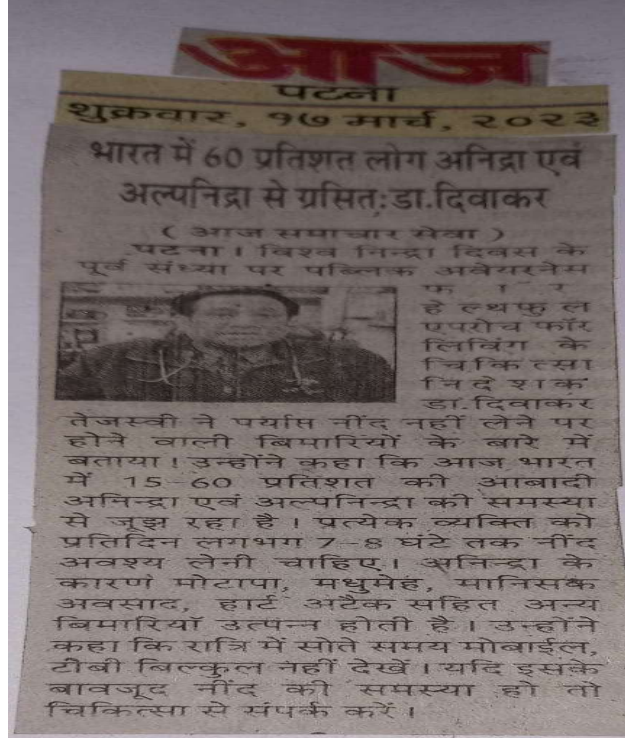 आज
पटना
शुक्रवार, १७ मार्च, २०२३
भारत में 60 प्रतिशत लोग अनिद्रा एवं
अल्पनिद्रा से ग्रसित:डा.दिवाकर
( आज समाचार सेवा )
पटना। विश्व निन्द्रा दिवस के
पूर्व संध्या पर पब्लिक अवेयरनेस
फॉर
हेल्थफुल
एपरोच फॉर
लिविंग के
चिकित्सा
निदेशक
डा.दिवाकर
तेजस्वी ने पर्याप्त नींद नहीं लेने पर
होने वाली बिमारियों के बारे में
बताया। उन्होंने कहा कि आज भारत
में 15-60 प्रतिशत की आबादी
अनिन्द्रा एवं अल्पनिन्द्रा की समस्या
से जूझ रहा है। प्रत्येक व्यक्ति को
प्रतिदिन लगभग 7-8 घंटे तक नींद
अवश्य लेनी चाहिए। अनिन्द्रा के
कारण मोटापा, मधुमेह, मानिसक
अवसाद, हार्ट अटैक सहित अन्य
बिमारियाँ उत्पन्न होती है। उन्होंने
कहा कि रात्रि में सोते समय मोबाईल,
टीबी बिल्कुल नहीं देखें। यदि इसके
बावजूद नींद की समस्या हो तो
चिकित्सा से संपर्क करें।